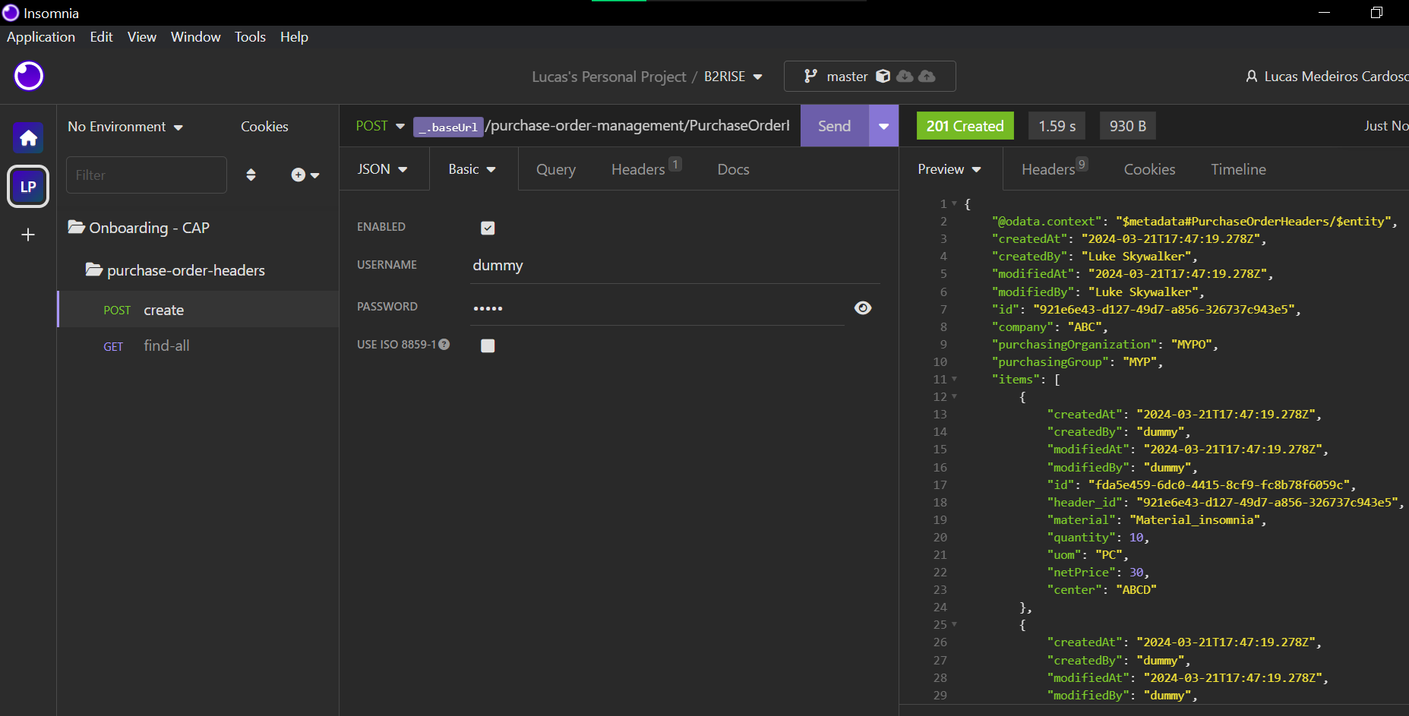 Insomnia
Application Edit View Window Tools Help
Lucas's Personal Project / B2RISE master Lucas Medeiros Cardoso
No Environment Cookies
Filter
LP
Onboarding - CAP
purchase-order-headers
POST create
GET find-all
POST _.baseUrl /purchase-order-management/PurchaseOrderH Send
JSON Basic Query Headers 1 Docs
ENABLED
USERNAME dummy
PASSWORD •••••
USE ISO 8859-1
201 Created 1.59 s 930 B Just No
Preview Headers 9 Cookies Timeline
1 {
2 "@odata.context": "$metadata#PurchaseOrderHeaders/$entity",
3 "createdAt": "2024-03-21T17:47:19.278Z",
4 "createdBy": "Luke Skywalker",
5 "modifiedAt": "2024-03-21T17:47:19.278Z",
6 "modifiedBy": "Luke Skywalker",
7 "id": "921e6e43-d127-49d7-a856-326737c943e5",
8 "company": "ABC",
9 "purchasingOrganization": "MYPO",
10 "purchasingGroup": "MYP",
11 "items": [
12 {
13 "createdAt": "2024-03-21T17:47:19.278Z",
14 "createdBy": "dummy",
15 "modifiedAt": "2024-03-21T17:47:19.278Z",
16 "modifiedBy": "dummy",
17 "id": "fda5e459-6dc0-4415-8cf9-fc8b78f6059c",
18 "header_id": "921e6e43-d127-49d7-a856-326737c943e5",
19 "material": "Material_insomnia",
20 "quantity": 10,
21 "uom": "PC",
22 "netPrice": 30,
23 "center": "ABCD"
24 },
25 {
26 "createdAt": "2024-03-21T17:47:19.278Z",
27 "createdBy": "dummy",
28 "modifiedAt": "2024-03-21T17:47:19.278Z",
29 "modifiedBy": "dummy",